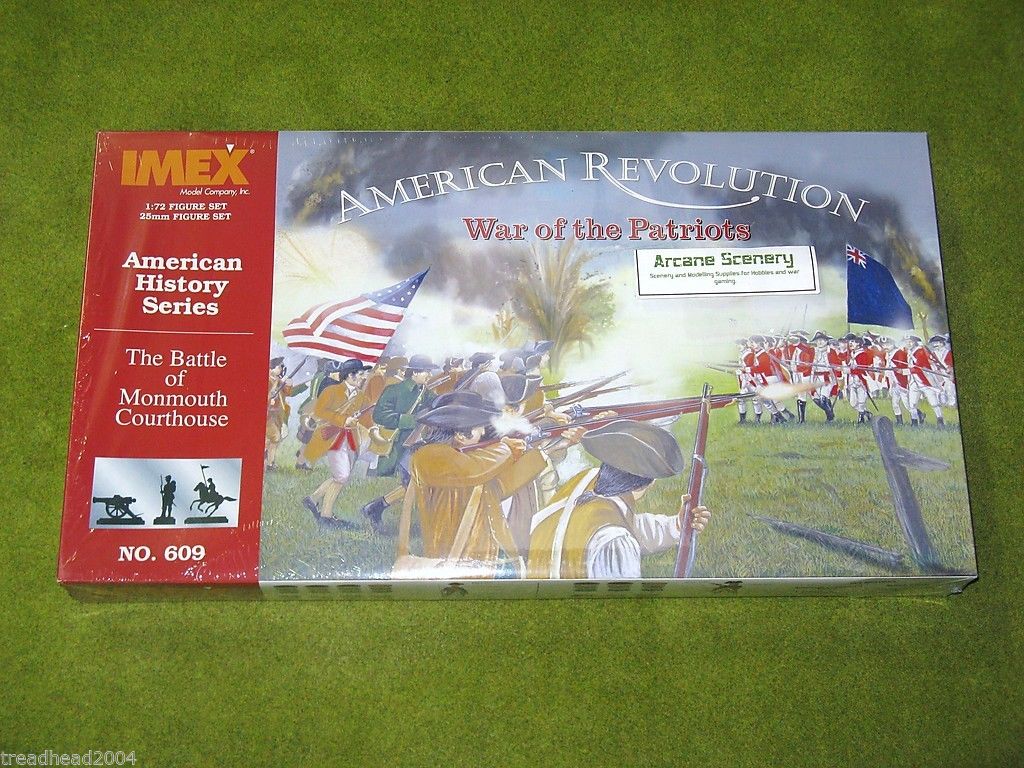 IMEX®
Model Company, Inc.
1:72 FIGURE SET
25mm FIGURE SET
American
History
Series
The Battle
of
Monmouth
Courthouse
NO. 609
AMERICAN REVOLUTION
War of the Patriots
Arcane Scenery
Scenery and Modelling Supplies for Hobbies and war
gaming.
treadhead2004